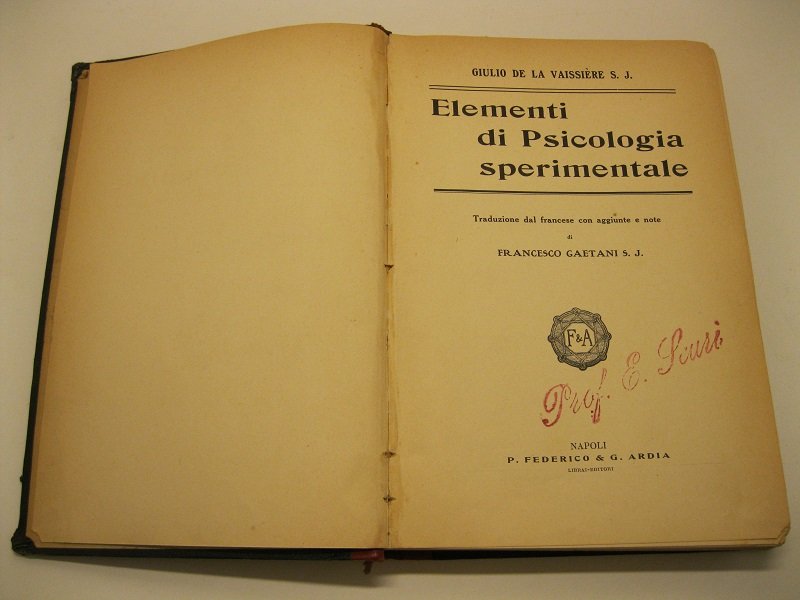 GIULIO DE LA VAISSIÈRE S. J.
Elementi
di Psicologia
sperimentale
Traduzione dal francese con aggiunte e note
di
FRANCESCO GAETANI S. J.
F&A
Prof. E. Sciuri
NAPOLI
P. FEDERICO & G. ARDIA
LIBRAI-EDITORI